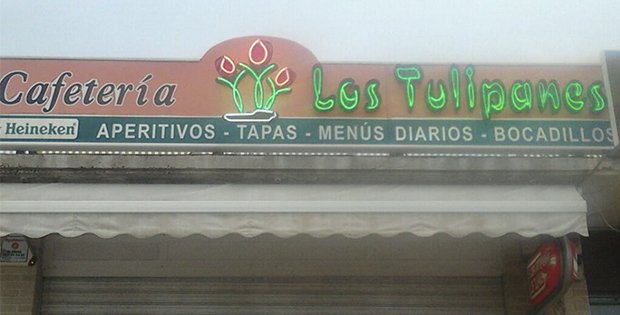 Cafetería Los Tulipanes
Heineken APERITIVOS - TAPAS - MENÚS DIARIOS - BOCADILLOS